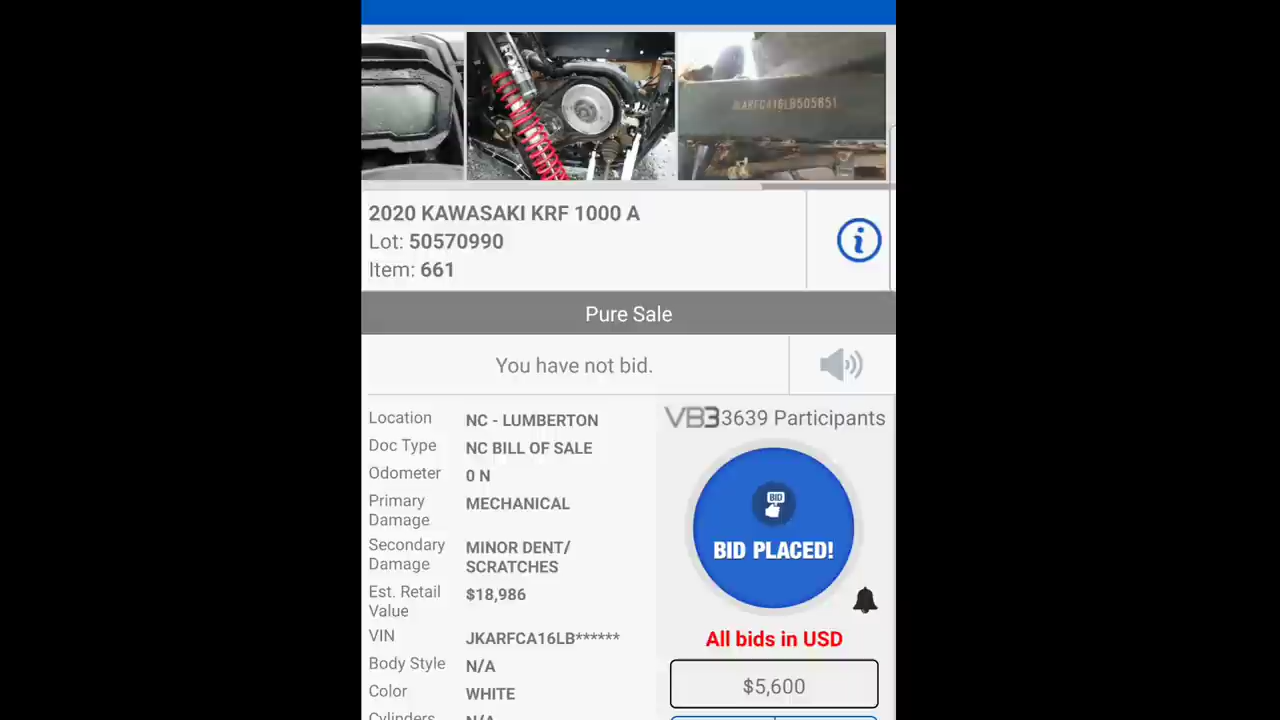 FOX
JKARFCA16LB505851
2020 KAWASAKI KRF 1000 A
Lot: 50570990
Item: 661
Pure Sale
You have not bid.
Location NC - LUMBERTON
Doc Type NC BILL OF SALE
Odometer 0 N
Primary Damage MECHANICAL
Secondary Damage MINOR DENT/ SCRATCHES
Est. Retail Value $18,986
VIN JKARFCA16LB******
Body Style N/A
Color WHITE
Cylinders N/A
VB3 3639 Participants
BID
BID PLACED!
All bids in USD
$5,600